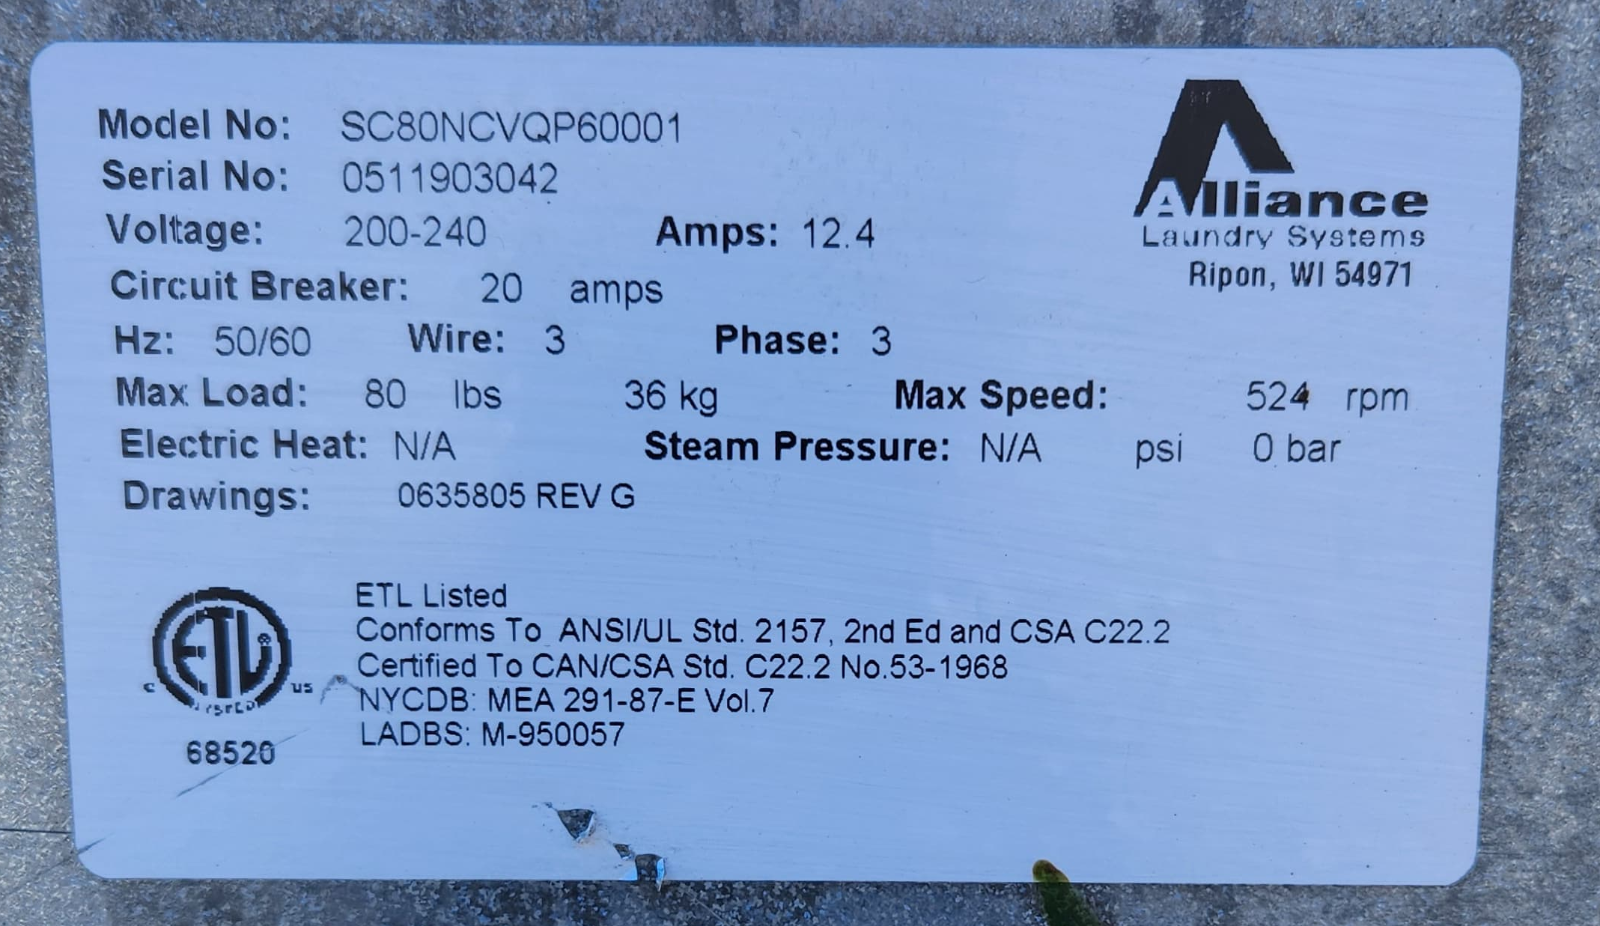 Alliance
Laundry Systems
Ripon, WI 54971
Model No: SC80NCVQP60001
Serial No: 0511903042
Voltage: 200-240 Amps: 12.4
Circuit Breaker: 20 amps
Hz: 50/60 Wire: 3 Phase: 3
Max Load: 80 lbs 36 kg Max Speed: 524 rpm
Electric Heat: N/A Steam Pressure: N/A psi 0 bar
Drawings: 0635805 REV G
ETL Listed
Conforms To ANSI/UL Std. 2157, 2nd Ed and CSA C22.2
Certified To CAN/CSA Std. C22.2 No.53-1968
NYCDB: MEA 291-87-E Vol.7
LADBS: M-950057
ETL®
c us
68520